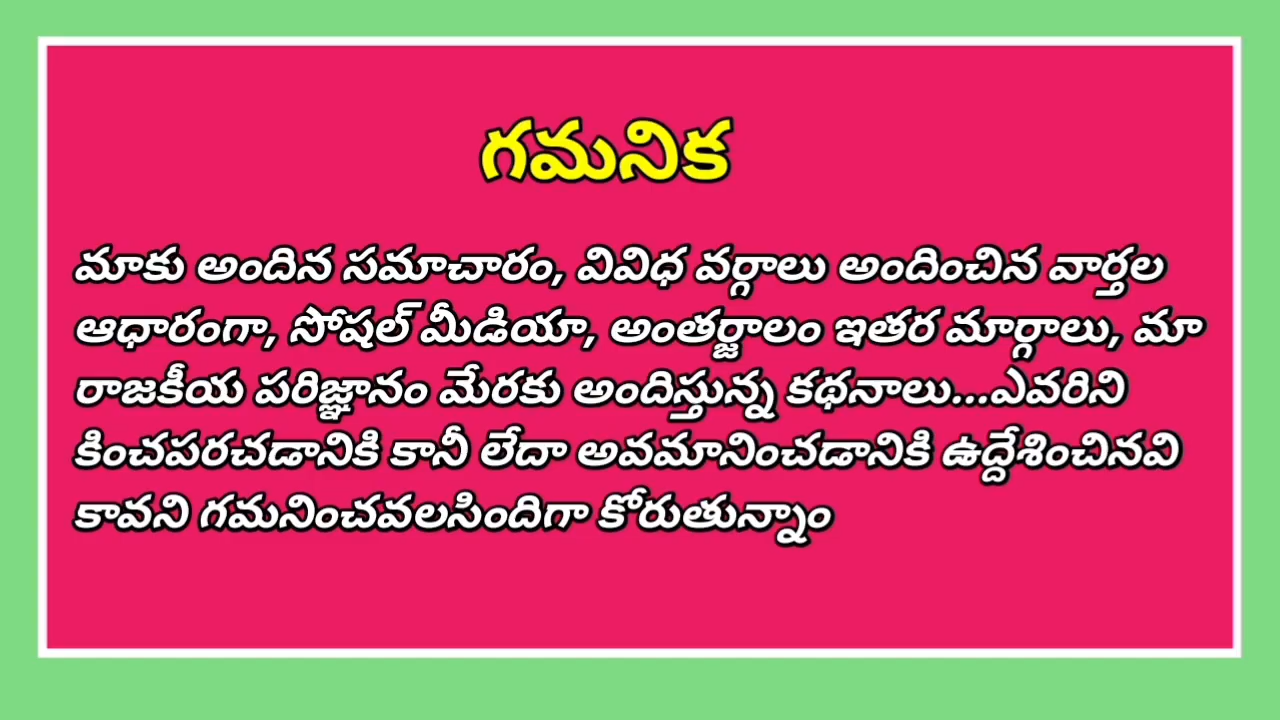 గమనిక
మాకు అందిన సమాచారం, వివిధ వర్గాలు అందించిన వార్తల
ఆధారంగా, సోషల్ మీడియా, అంతర్జాలం ఇతర మార్గాలు, మా
రాజకీయ పరిజ్ఞానం మేరకు అందిస్తున్న కథనాలు...ఎవరిని
కించపరచడానికి కానీ లేదా అవమానించడానికి ఉద్దేశించినవి
కావని గమనించవలసిందిగా కోరుతున్నాం